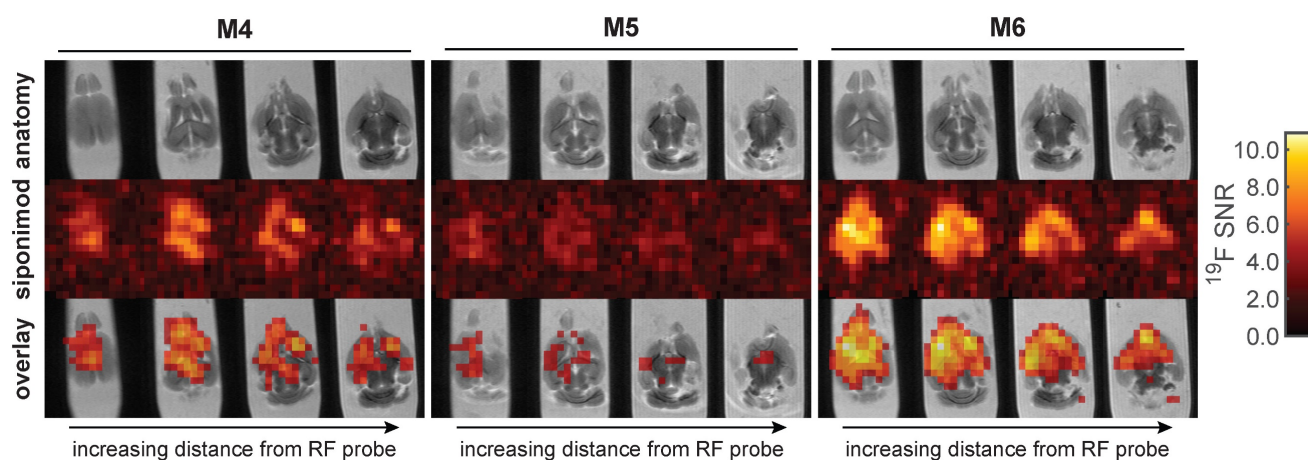 M4 M5 M6
anatomy
siponimod
overlay
10.0
8.0
6.0
4.0
2.0
0.0
¹⁹F SNR
increasing distance from RF probe increasing distance from RF probe increasing distance from RF probe